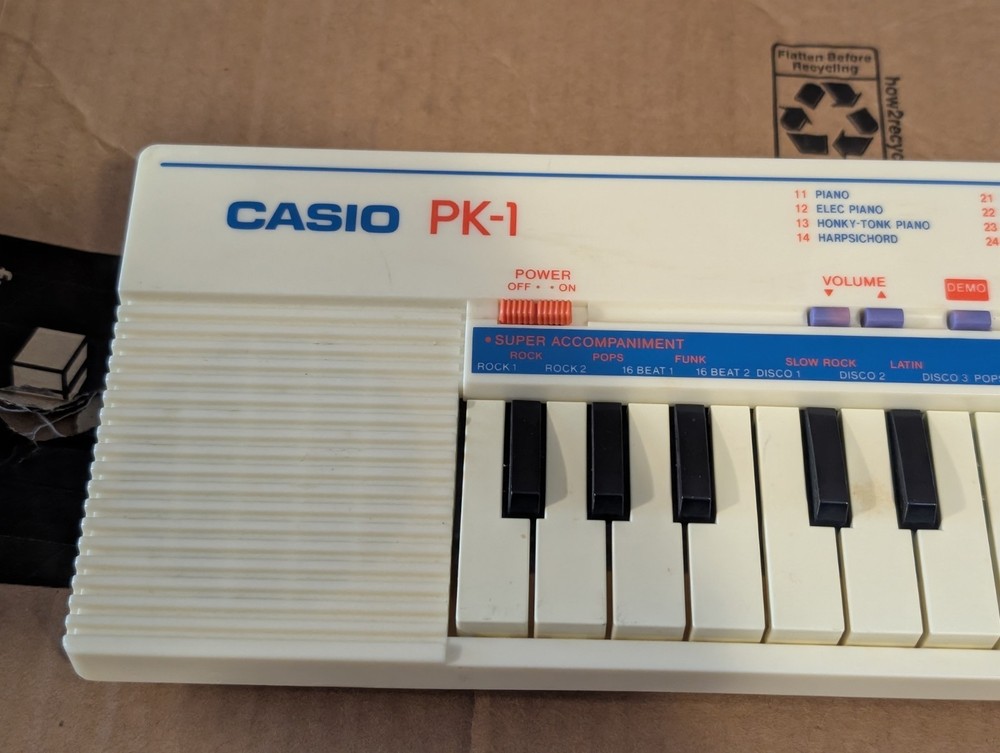 Flatten Before
Recycling
how2recyc
CASIO PK-1
11 PIANO
12 ELEC PIANO
13 HONKY-TONK PIANO
14 HARPSICHORD
21
22
23
24
POWER
OFF • • ON
VOLUME
▼ ▲
DEMO
• SUPER ACCOMPANIMENT
ROCK POPS FUNK SLOW ROCK LATIN
ROCK 1 ROCK 2 16 BEAT 1 16 BEAT 2 DISCO 1 DISCO 2 DISCO 3 POPS